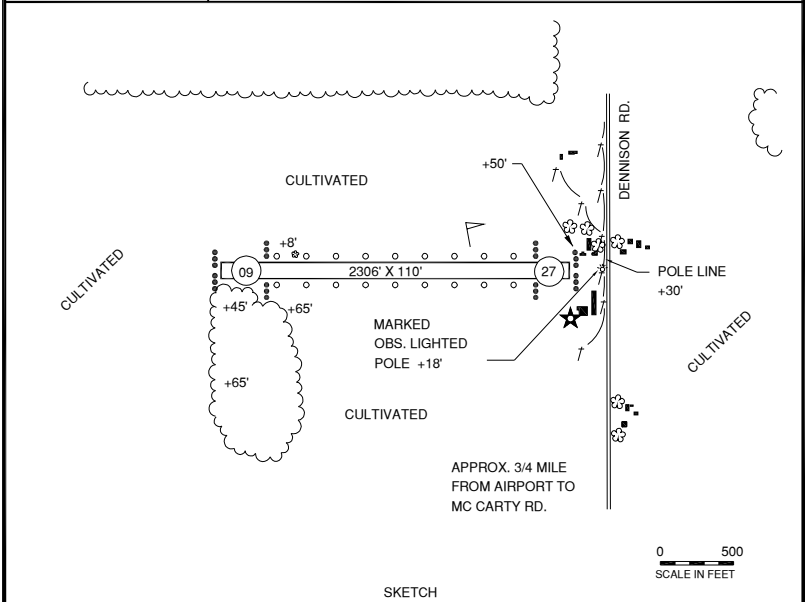 DENNISON RD.
+50'
CULTIVATED
+8'
CULTIVATED
09
2306' X 110'
27
POLE LINE
+30'
+45'
+65'
MARKED
OBS. LIGHTED
POLE +18'
CULTIVATED
+65'
CULTIVATED
APPROX. 3/4 MILE
FROM AIRPORT TO
MC CARTY RD.
0 500
SCALE IN FEET
SKETCH